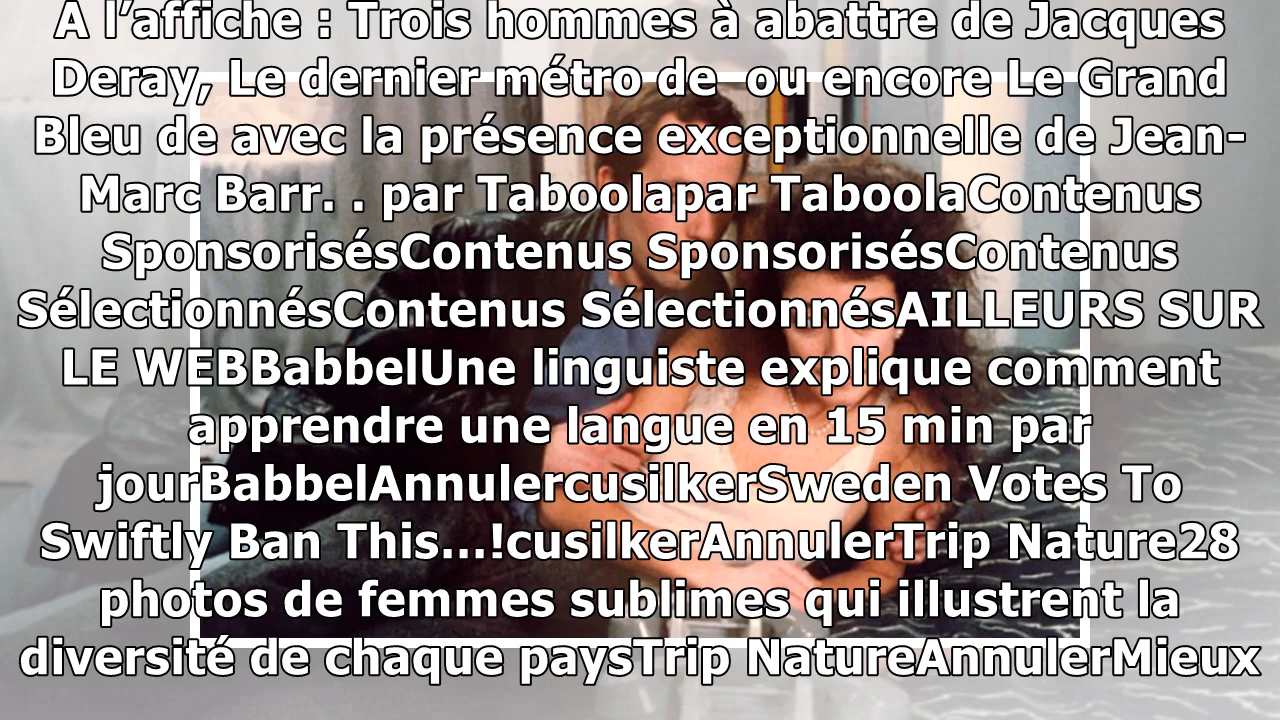 À l’affiche : Trois hommes à abattre de Jacques
Deray, Le dernier métro de  ou encore Le Grand
Bleu de avec la présence exceptionnelle de Jean-
Marc Barr. . par Taboolapar TaboolaContenus
SponsorisésContenus SponsorisésContenus
SélectionnésContenus SélectionnésAILLEURS SUR
LE WEBBabbelUne linguiste explique comment
apprendre une langue en 15 min par
jourBabbelAnnulercusilkerSweden Votes To
Swiftly Ban This...!cusilkerAnnulerTrip Nature28
photos de femmes sublimes qui illustrent la
diversité de chaque paysTrip NatureAnnulerMieux